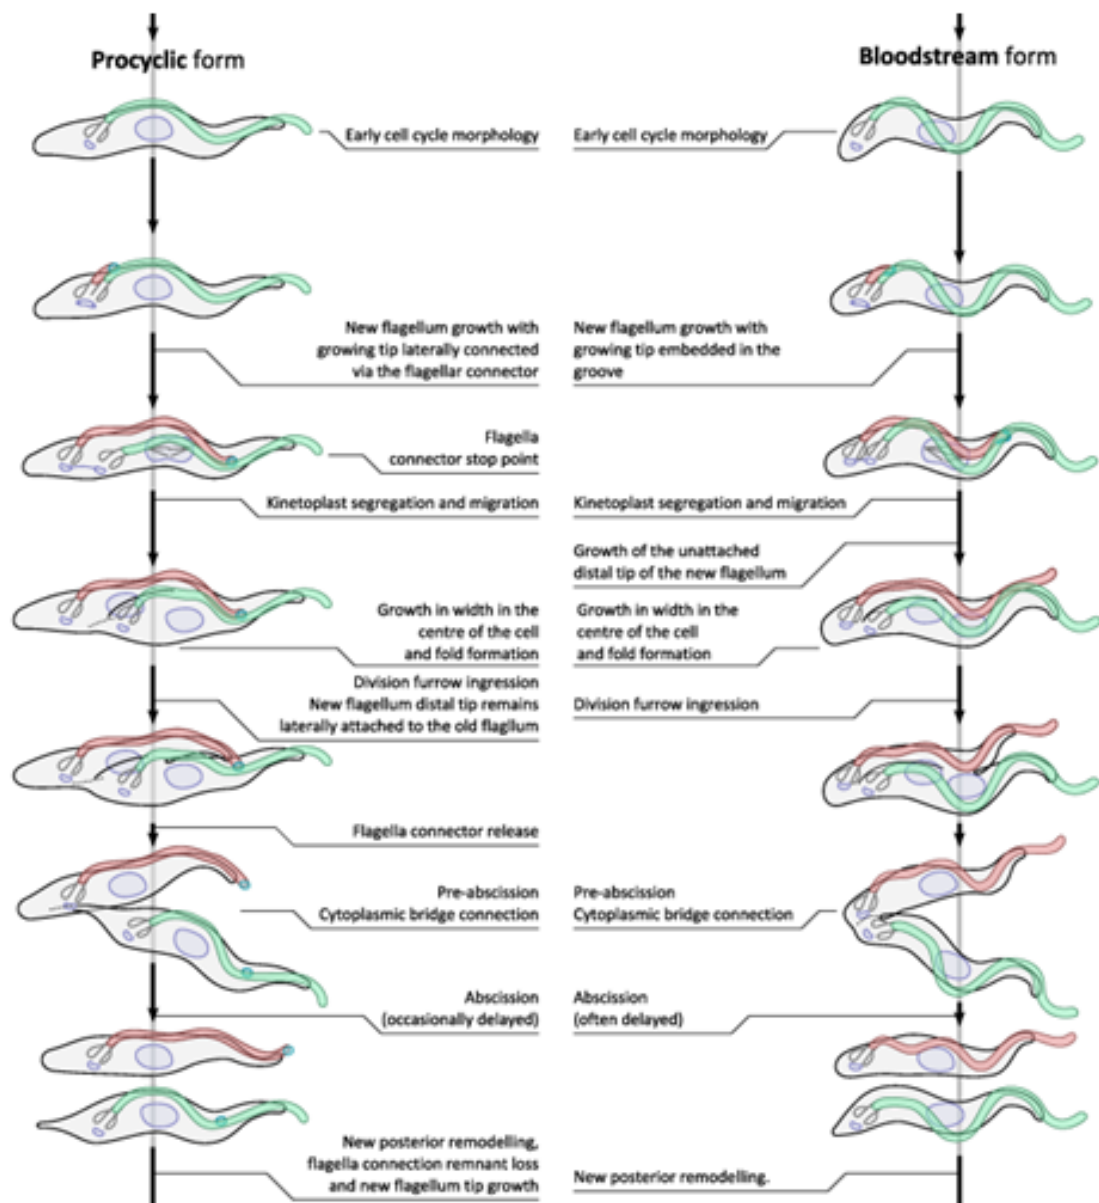 Procyclic form
Early cell cycle morphology
New flagellum growth with
growing tip laterally connected
via the flagellar connector
Flagella
connector stop point
Kinetoplast segregation and migration
Growth in width in the
centre of the cell
and fold formation
Division furrow ingression
New flagellum distal tip remains
laterally attached to the old flagllum
Flagella connector release
Pre-abscission
Cytoplasmic bridge connection
Abscission
(occasionally delayed)
New posterior remodelling,
flagella connection remnant loss
and new flagellum tip growth
Bloodstream form
Early cell cycle morphology
New flagellum growth with
growing tip embedded in the
groove
Kinetoplast segregation and migration
Growth of the unattached
distal tip of the new flagellum
Growth in width in the
centre of the cell
and fold formation
Division furrow ingression
Pre-abscission
Cytoplasmic bridge connection
Abscission
(often delayed)
New posterior remodelling.